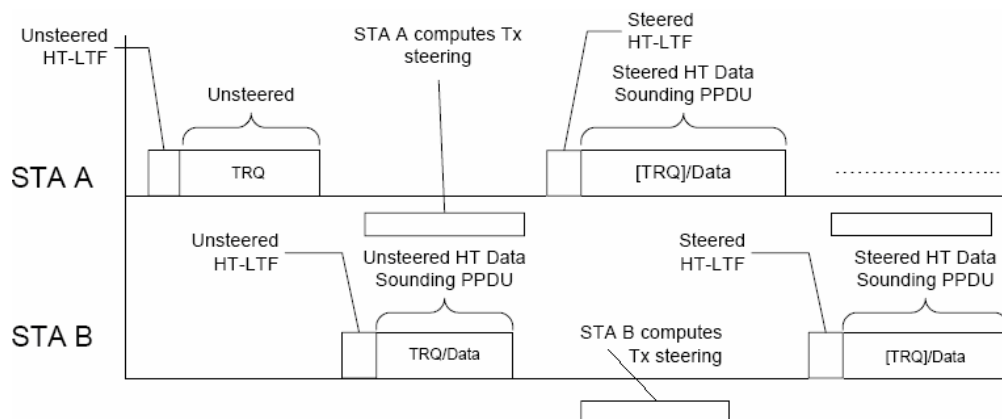 Unsteered
HT-LTF
Unsteered
STA A computes Tx
steering
Steered
HT-LTF
Steered HT Data
Sounding PPDU
STA A
TRQ
[TRQ]/Data
Unsteered
HT-LTF
Unsteered HT Data
Sounding PPDU
Steered
HT-LTF
Steered HT Data
Sounding PPDU
STA B
TRQ/Data
STA B computes
Tx steering
[TRQ]/Data